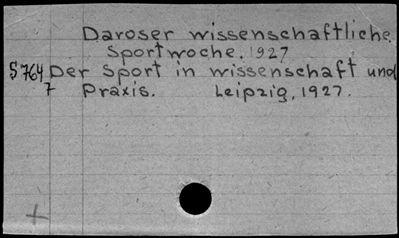 Daroser wissenschaftliche
Sportwoche. 1927
S 764 Der Sport in wissenschaft und
7 Praxis. Leipzig, 1927.